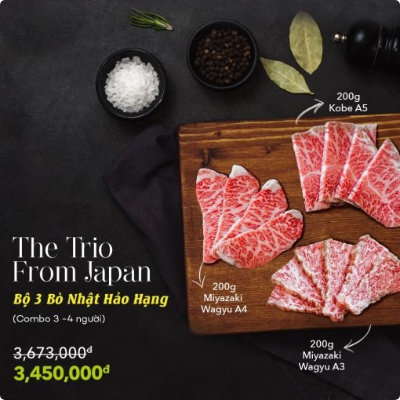 200g
Kobe A5
200g
Miyazaki
Wagyu A4
200g
Miyazaki
Wagyu A3
The Trio
From Japan
Bộ 3 Bò Nhật Hảo Hạng
(Combo 3 -4 người)
3,673,000đ
3,450,000đ